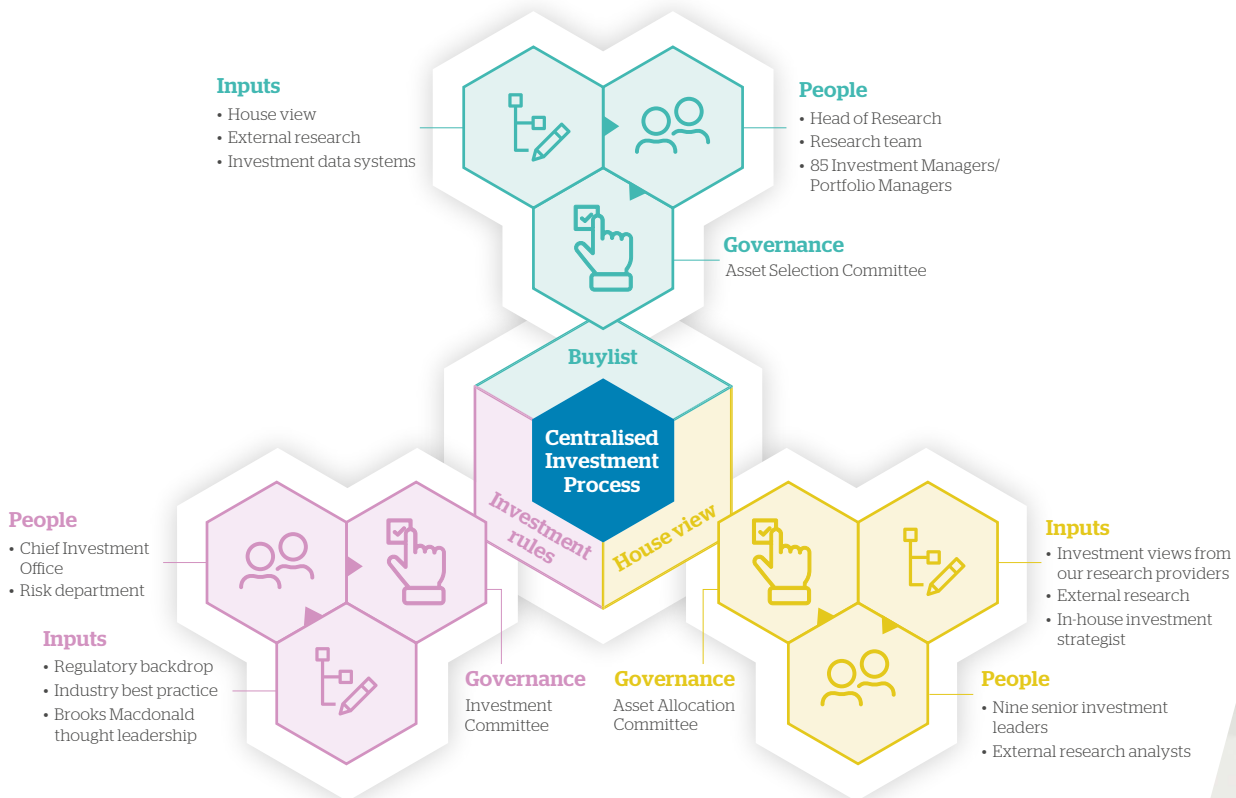 Inputs
• House view
• External research
• Investment data systems
People
• Head of Research
• Research team
• 85 Investment Managers/
Portfolio Managers
Governance
Asset Selection Committee
Buylist
Centralised
Investment
Process
Investment
rules
House view
People
• Chief Investment
Office
• Risk department
Inputs
• Regulatory backdrop
• Industry best practice
• Brooks Macdonald
thought leadership
Governance
Investment
Committee
Governance
Asset Allocation
Committee
Inputs
• Investment views from
our research providers
• External research
• In-house investment
strategist
People
• Nine senior investment
leaders
• External research analysts